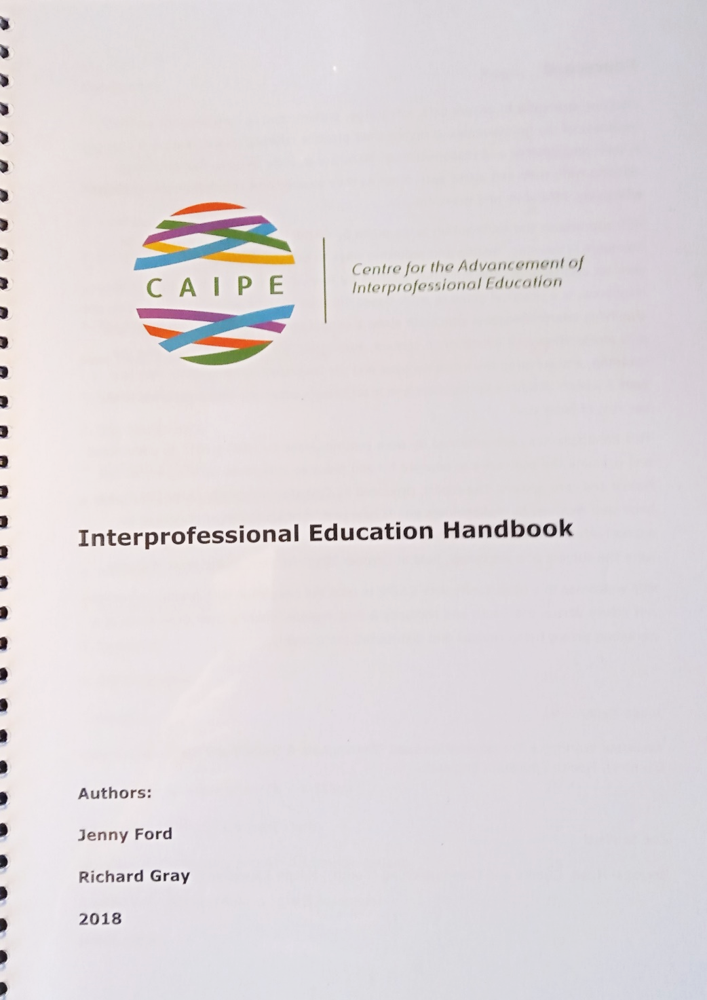 CAIPE
Centre for the Advancement of
Interprofessional Education
Interprofessional Education Handbook
Authors:
Jenny Ford
Richard Gray
2018